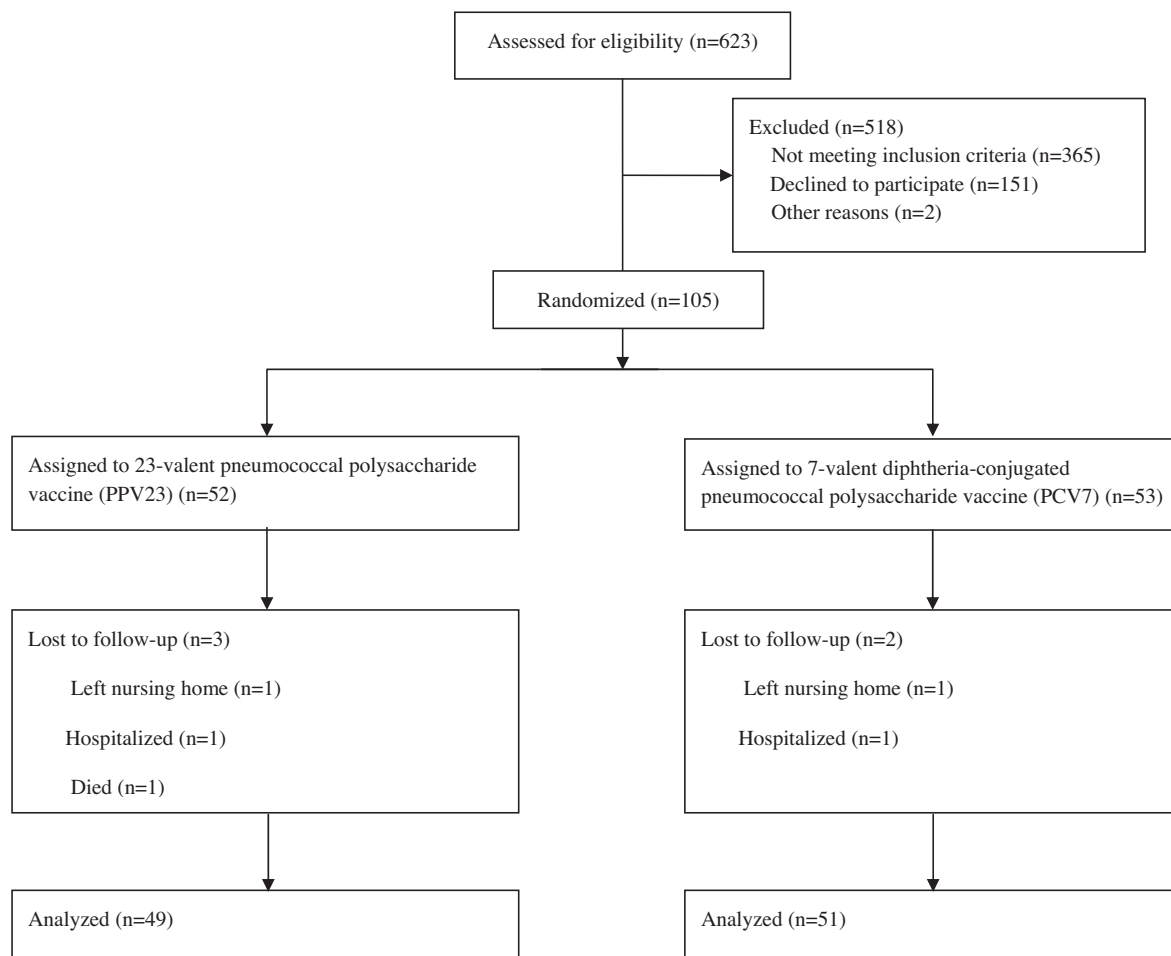 Assessed for eligibility (n=623)
Excluded (n=518)
Not meeting inclusion criteria (n=365)
Declined to participate (n=151)
Other reasons (n=2)
Randomized (n=105)
Assigned to 23-valent pneumococcal polysaccharide
vaccine (PPV23) (n=52)
Assigned to 7-valent diphtheria-conjugated
pneumococcal polysaccharide vaccine (PCV7) (n=53)
Lost to follow-up (n=3)
Left nursing home (n=1)
Hospitalized (n=1)
Died (n=1)
Lost to follow-up (n=2)
Left nursing home (n=1)
Hospitalized (n=1)
Analyzed (n=49)
Analyzed (n=51)